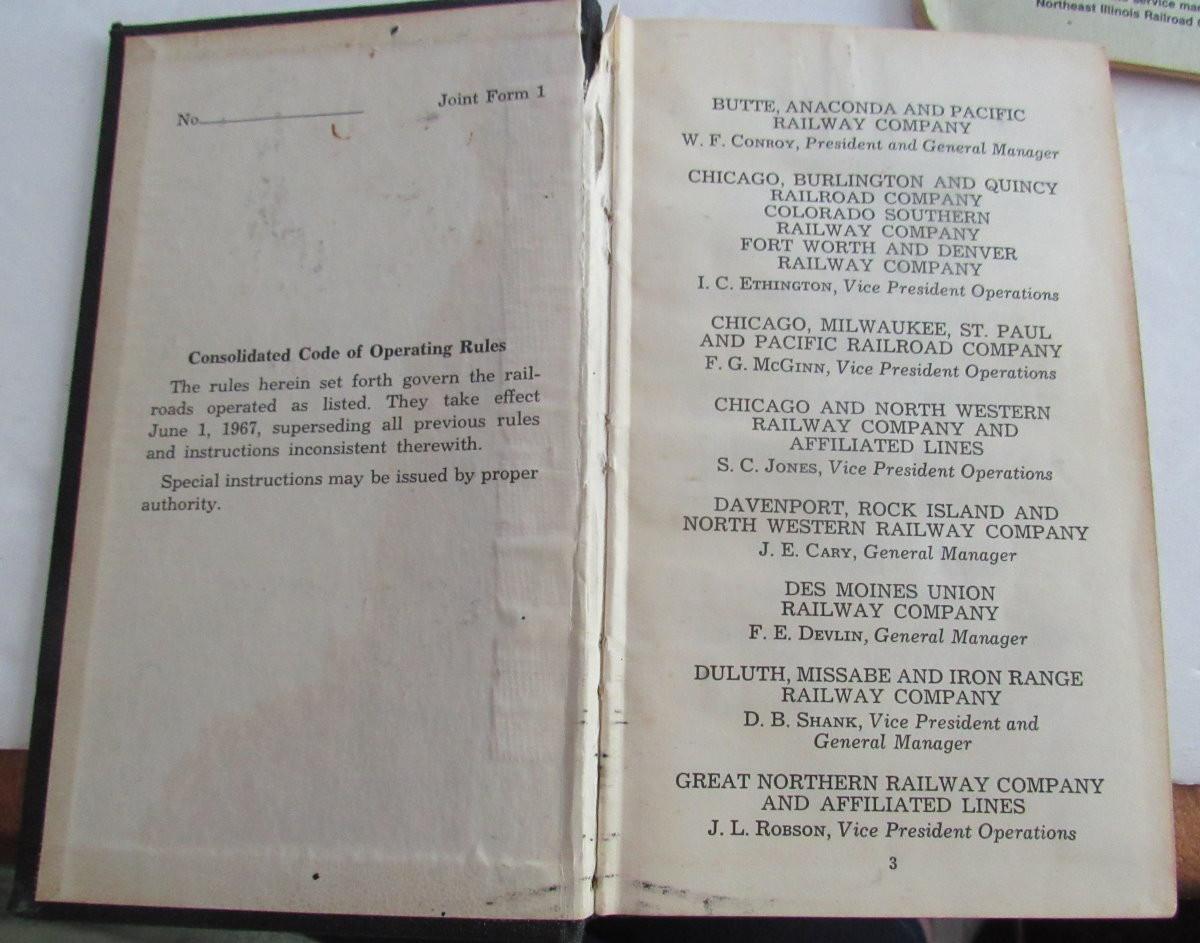 Joint Form 1
No.
Consolidated Code of Operating Rules
The rules herein set forth govern the rail-
roads operated as listed. They take effect
June 1, 1967, superseding all previous rules
and instructions inconsistent therewith.
Special instructions may be issued by proper
authority.
service
Northeast Illinois Railroad
BUTTE, ANACONDA AND PACIFIC
RAILWAY COMPANY
W. F. CONROY, President and General Manager
CHICAGO, BURLINGTON AND QUINCY
RAILROAD COMPANY
COLORADO SOUTHERN
RAILWAY COMPANY
FORT WORTH AND DENVER
RAILWAY COMPANY
I. C. ETHINGTON, Vice President Operations
CHICAGO, MILWAUKEE, ST. PAUL
AND PACIFIC RAILROAD COMPANY
F. G. MCGINN, Vice President Operations
CHICAGO AND NORTH WESTERN
RAILWAY COMPANY AND
AFFILIATED LINES
S. C. JONES, Vice President Operations
DAVENPORT, ROCK ISLAND AND
NORTH WESTERN RAILWAY COMPANY
J. E. CARY, General Manager
DES MOINES UNION
RAILWAY COMPANY
F. E. DEVLIN, General Manager
DULUTH, MISSABE AND IRON RANGE
RAILWAY COMPANY
D. B. SHANK, Vice President and
General Manager
GREAT NORTHERN RAILWAY COMPANY
AND AFFILIATED LINES
J. L. ROBSON, Vice President Operations
3